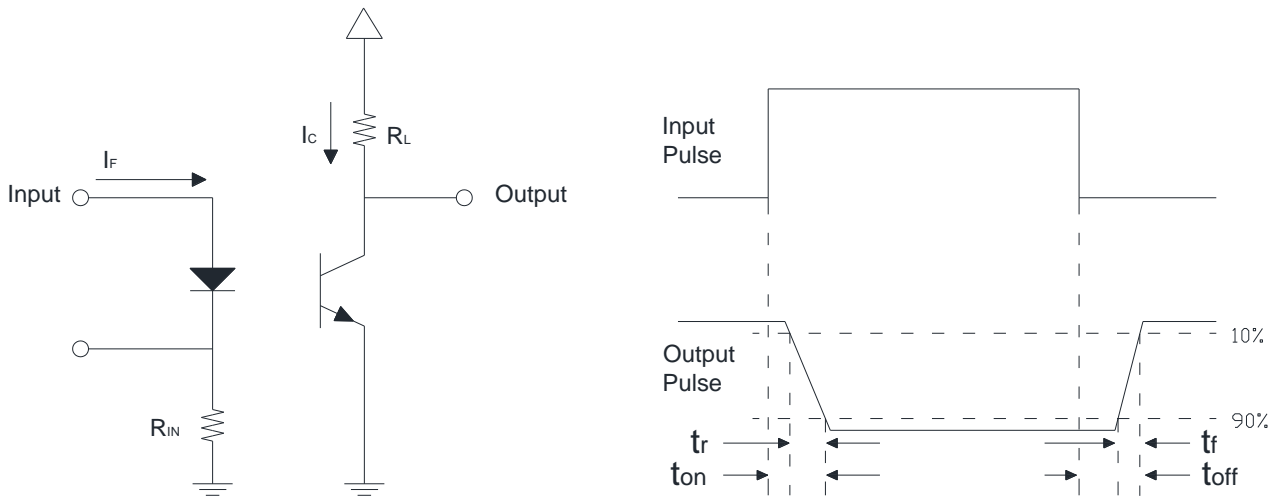 IF
Input
IC
RL
Output
RIN
Input
Pulse
Output
Pulse
10%
90%
tr
tf
ton
toff